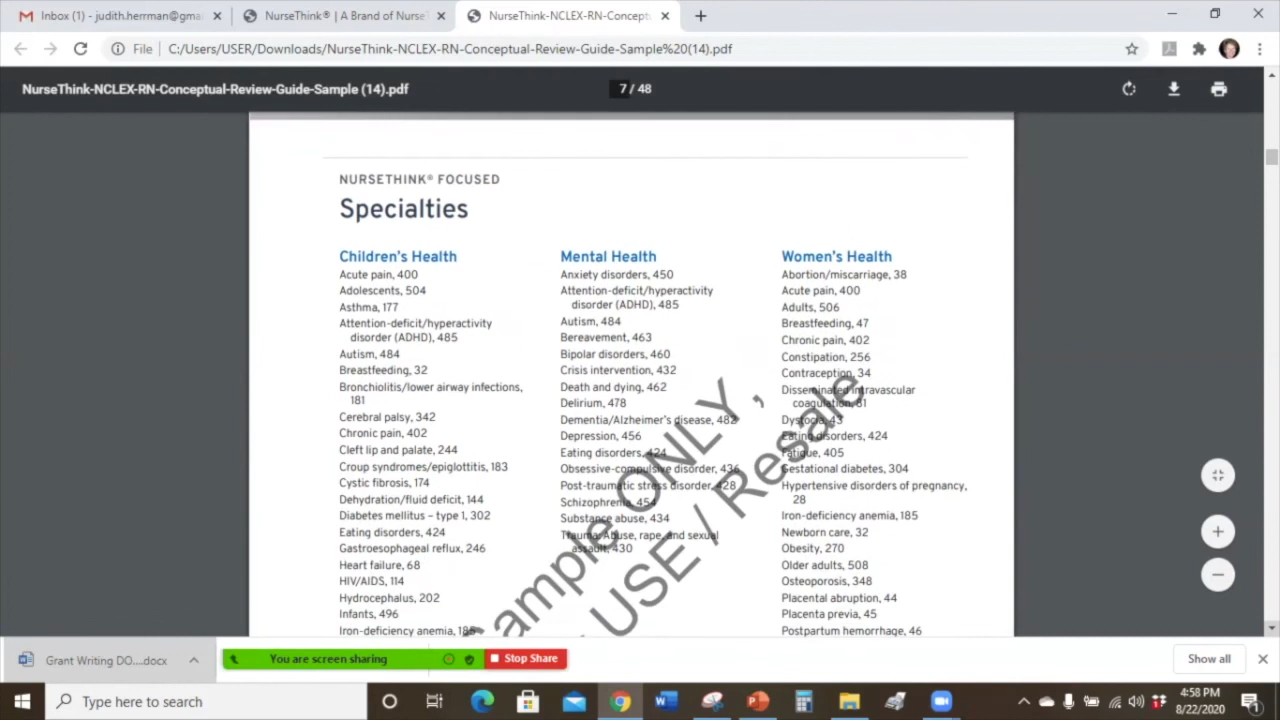 Inbox (1) - judith.herrman@gma
NurseThink® | A Brand of Nurse
NurseThink-NCLEX-RN-Concept
File
C:/Users/USER/Downloads/NurseThink-NCLEX-RN-Conceptual-Review-Guide-Sample%20(14).pdf
NurseThink-NCLEX-RN-Conceptual-Review-Guide-Sample (14).pdf
7 / 48
NURSETHINK® FOCUSED
Specialties
Children's Health
Acute pain, 400
Adolescents, 504
Asthma, 177
Attention-deficit/hyperactivity
disorder (ADHD), 485
Autism, 484
Breastfeeding, 32
Bronchiolitis/lower airway infections,
181
Cerebral palsy, 342
Chronic pain, 402
Cleft lip and palate, 244
Croup syndromes/epiglottitis, 183
Cystic fibrosis, 174
Dehydration/fluid deficit, 144
Diabetes mellitus – type 1, 302
Eating disorders, 424
Gastroesophageal reflux, 246
Heart failure, 68
HIV/AIDS, 114
Hydrocephalus, 202
Infants, 496
Iron-deficiency anemia, 185
Mental Health
Anxiety disorders, 450
Attention-deficit/hyperactivity
disorder (ADHD), 485
Autism, 484
Bereavement, 463
Bipolar disorders, 460
Crisis intervention, 432
Death and dying, 462
Delirium, 478
Dementia/Alzheimer's disease, 482
Depression, 456
Eating disorders, 424
Obsessive-compulsive disorder, 436
Post-traumatic stress disorder, 428
Schizophrenia, 454
Substance abuse, 434
Trauma: Abuse, rape, and sexual
assault, 430
Women's Health
Abortion/miscarriage, 38
Acute pain, 400
Adults, 506
Breastfeeding, 47
Chronic pain, 402
Constipation, 256
Contraception, 34
Disseminated intravascular
coagulation, 81
Dystocia, 43
Eating disorders, 424
Fatigue, 405
Gestational diabetes, 304
Hypertensive disorders of pregnancy,
28
Iron-deficiency anemia, 185
Newborn care, 32
Obesity, 270
Older adults, 508
Osteoporosis, 348
Placental abruption, 44
Placenta previa, 45
Postpartum hemorrhage, 46
ample ONLY,
USE / Resale
Grant Writing DO....docx
You are screen sharing
Stop Share
Show all
Type here to search
4:58 PM
8/22/2020
1